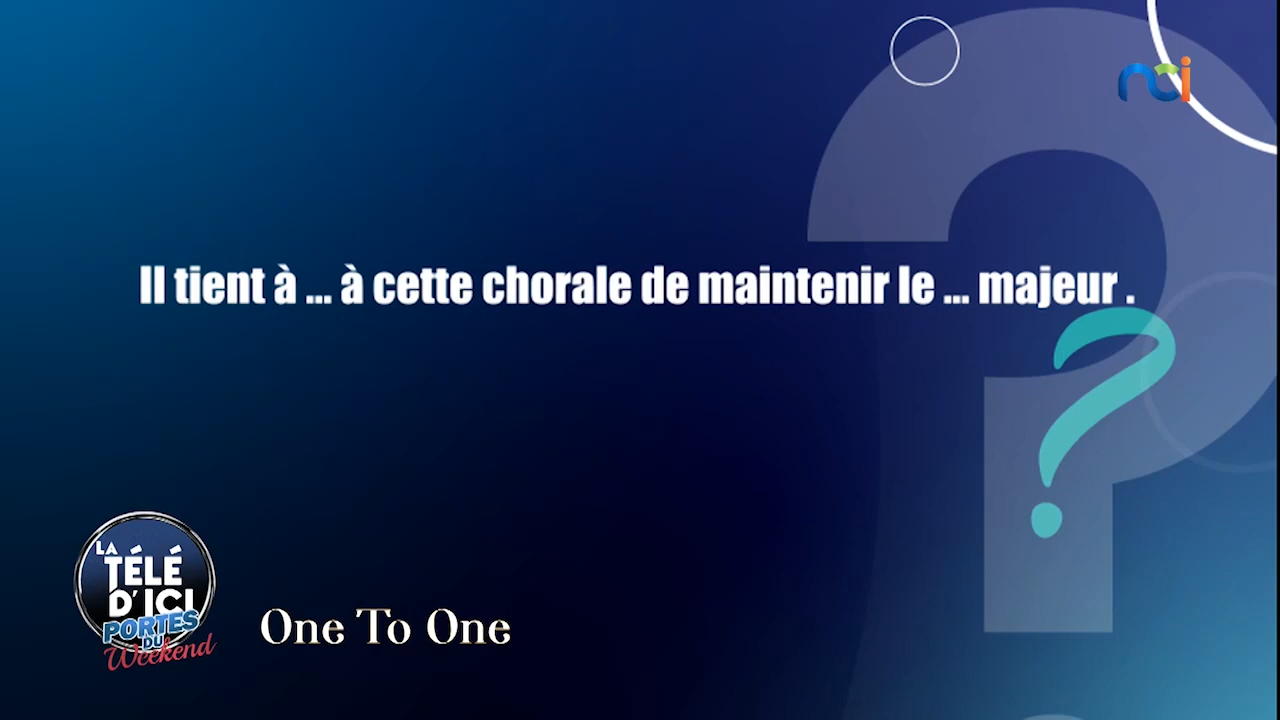 nci
Il tient à ... à cette chorale de maintenir le ... majeur .
LA
TÉLÉ
D'ICI
PORTES
DU
Weekend
One To One